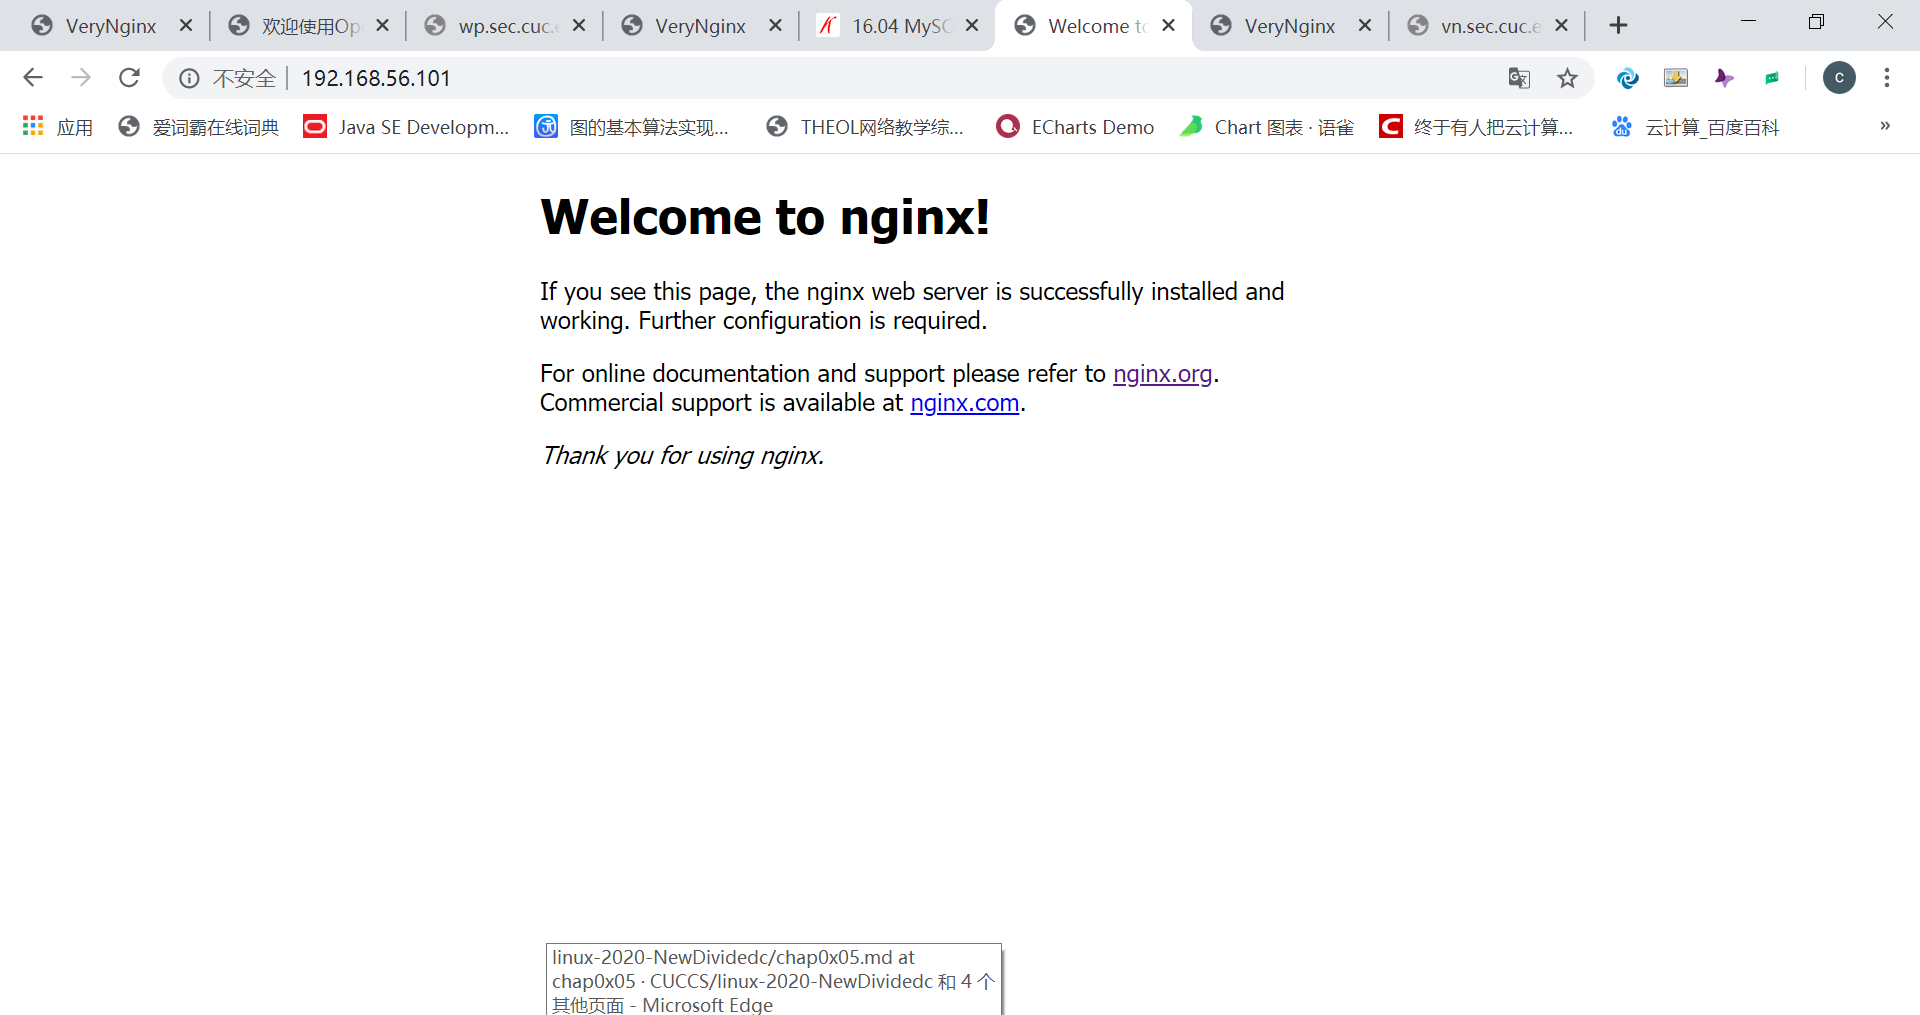 VeryNginx
欢迎使用Op
wp.sec.cuc.e
VeryNginx
16.04 MySQ
Welcome to
VeryNginx
vn.sec.cuc.e
不安全
192.168.56.101
c
应用
爱词霸在线词典
Java SE Developm...
图的基本算法实现...
THEOL网络教学综...
ECharts Demo
Chart 图表 · 语雀
终于有人把云计算...
云计算_百度百科
»
Welcome to nginx!
If you see this page, the nginx web server is successfully installed and
working. Further configuration is required.
For online documentation and support please refer to nginx.org.
Commercial support is available at nginx.com.
Thank you for using nginx.
linux-2020-NewDividedc/chap0x05.md at
chap0x05 · CUCCS/linux-2020-NewDividedc 和 4 个
其他页面 - Microsoft Edge